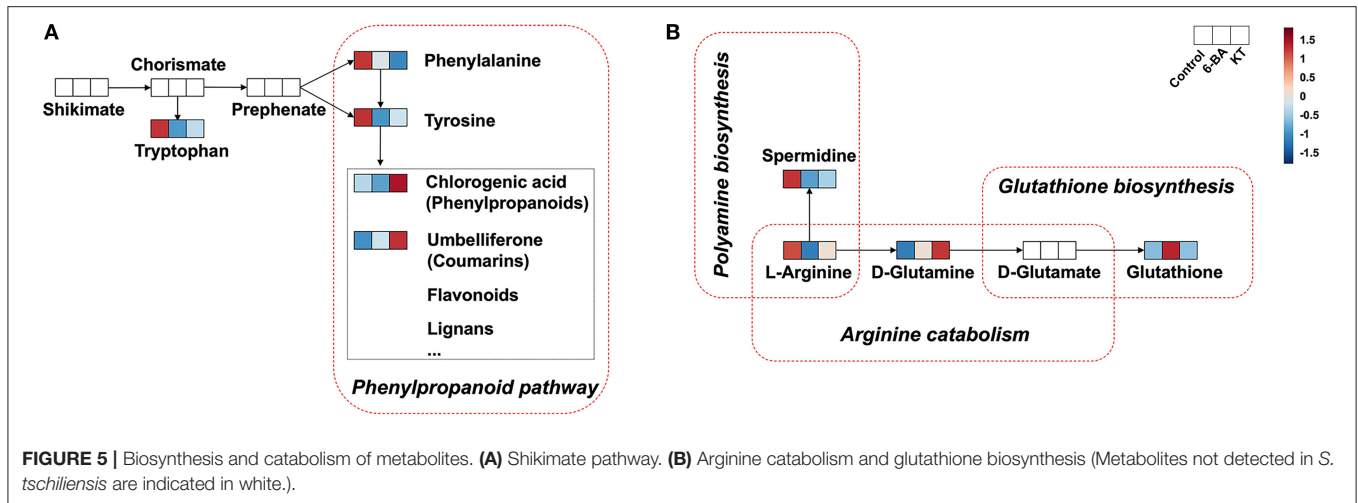 A
Chorismate
Shikimate
Prephenate
Tryptophan
Phenylalanine
Tyrosine
Chlorogenic acid
(Phenylpropanoids)
Umbelliferone
(Coumarins)
Flavonoids
Lignans
...
Phenylpropanoid pathway
B
Polyamine biosynthesis
Spermidine
L-Arginine
D-Glutamine
D-Glutamate
Glutathione
Glutathione biosynthesis
Arginine catabolism
Control
6-BA
KT
1.5
1
0.5
0
-0.5
-1
-1.5
FIGURE 5 | Biosynthesis and catabolism of metabolites. (A) Shikimate pathway. (B) Arginine catabolism and glutathione biosynthesis (Metabolites not detected in S.
tschiliensis are indicated in white.).